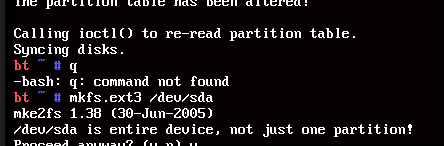 The partition table has been altered!
Calling ioctl() to re-read partition table.
Syncing disks.
bt ~ # q
-bash: q: command not found
bt ~ # mkfs.ext3 /dev/sda
mke2fs 1.38 (30-Jun-2005)
/dev/sda is entire device, not just one partition!
Proceed anyway? (y,n) y